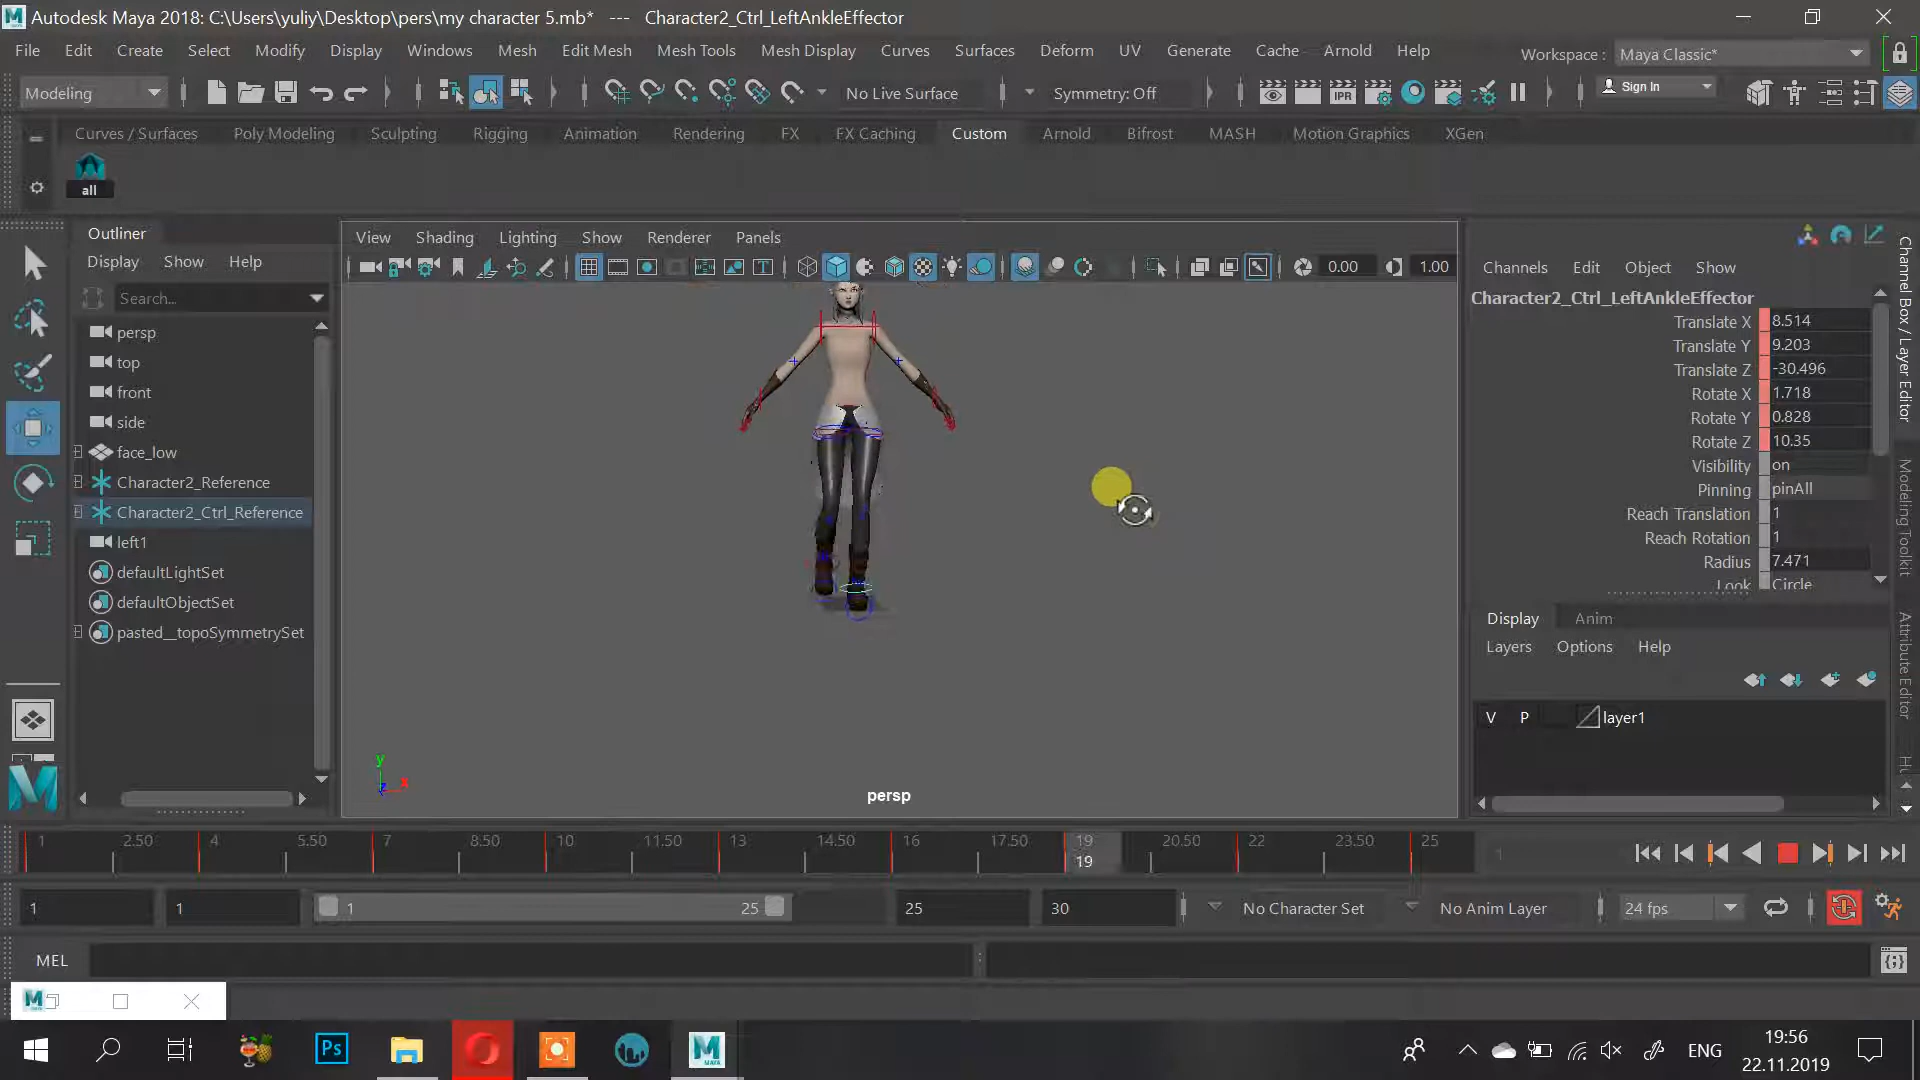 Autodesk Maya 2018: C:\Users\yuliy\Desktop\pers\my character 5.mb* --- Character2_Ctrl_LeftAnkleEffector
File Edit Create Select Modify Display Windows Mesh Edit Mesh Mesh Tools Mesh Display Curves Surfaces Deform UV Generate Cache Arnold Help Workspace : Maya Classic*
Modeling No Live Surface Symmetry: Off IPR Sign In
Curves / Surfaces Poly Modeling Sculpting Rigging Animation Rendering FX FX Caching Custom Arnold Bifrost MASH Motion Graphics XGen
all
Outliner
Display Show Help
Search...
persp
top
front
side
face_low
Character2_Reference
Character2_Ctrl_Reference
left1
defaultLightSet
defaultObjectSet
pasted__topoSymmetrySet
View Shading Lighting Show Renderer Panels
0.00 1.00
y
x
z
persp
Channels Edit Object Show
Character2_Ctrl_LeftAnkleEffector
Translate X 8.514
Translate Y 9.203
Translate Z -30.496
Rotate X 1.718
Rotate Y 0.828
Rotate Z 10.35
Visibility on
Pinning pinAll
Reach Translation 1
Reach Rotation 1
Radius 7.471
Look Circle
Display Anim
Layers Options Help
V P layer1
Channel Box / Layer Editor
Modeling Toolkit
Attribute Editor
1 2.50 4 5.50 7 8.50 10 11.50 13 14.50 16 17.50 19 20.50 22 23.50 25 1
19
1 1 1 25 25 30 No Character Set No Anim Layer 24 fps
MEL
Ps
MAYA
ENG
19:56
22.11.2019